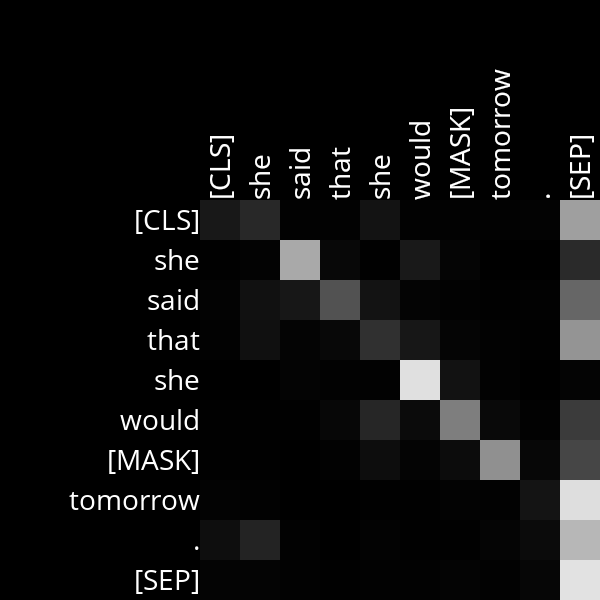 [CLS] she said that she would [MASK] tomorrow . [SEP]
[CLS]
she
said
that
she
would
[MASK]
tomorrow
.
[SEP]